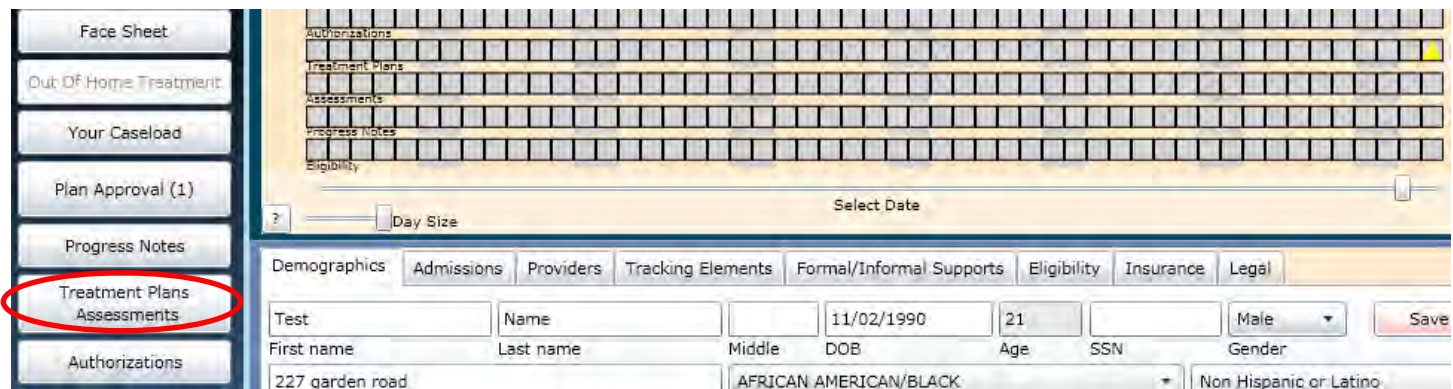 Face Sheet
Out Of Home Treatment
Your Caseload
Plan Approval (1)
Progress Notes
Treatment Plans
Assessments
Authorizations
Authorizations
Treatment Plans
Assessments
Progress Notes
Eligibility
Select Date
? Day Size
Demographics Admissions Providers Tracking Elements Formal/Informal Supports Eligibility Insurance Legal
Test Name 11/02/1990 21 Male Save
First name Last name Middle DOB Age SSN Gender
227 garden road AFRICAN AMERICAN/BLACK Non Hispanic or Latino